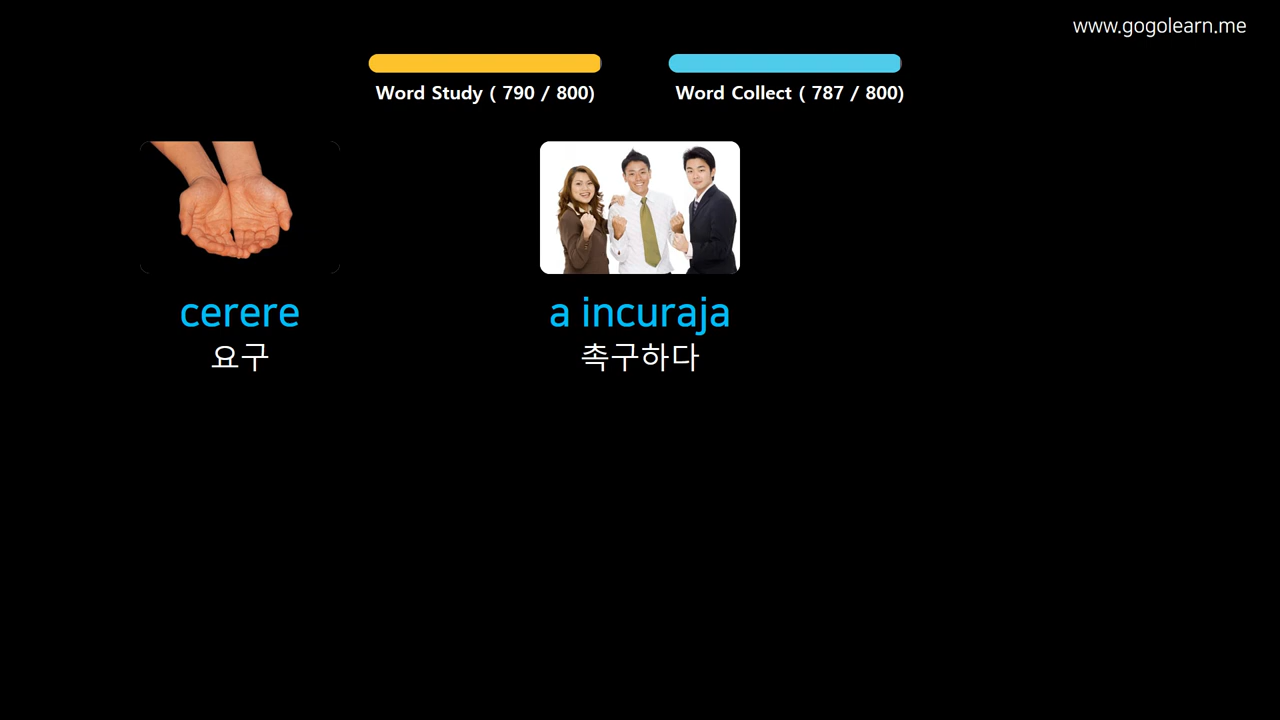 www.gogolearn.me
Word Study ( 790 / 800)
Word Collect ( 787 / 800)
cerere
요구
a incuraja
촉구하다